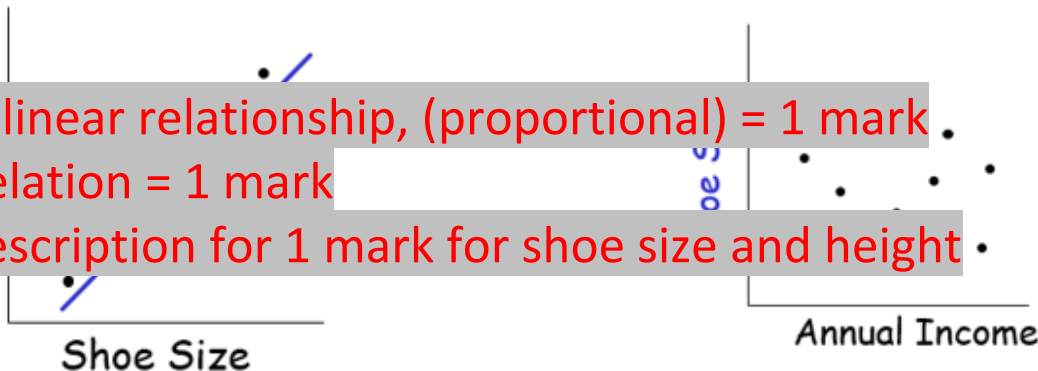 linear relationship, (proportional) = 1 mark
elation = 1 mark
escription for 1 mark for shoe size and height
Shoe Size
Annual Income